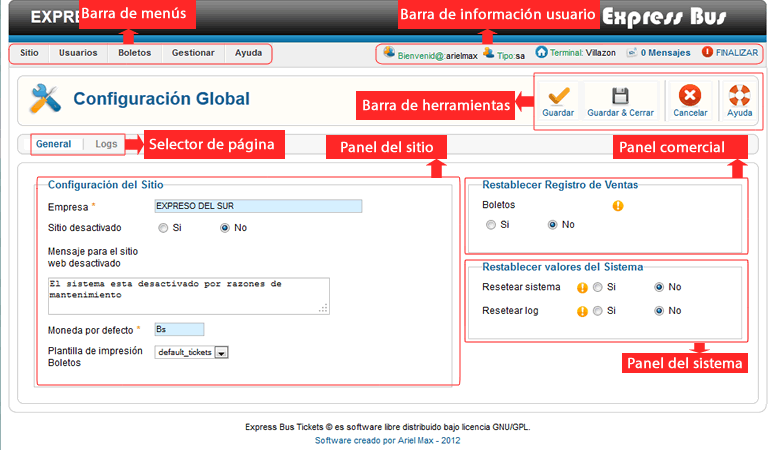 EXPRE
Barra de menús
Barra de información usuario
Express Bus
Sitio Usuarios Boletos Gestionar Ayuda
Bienvenid@:arielmax Tipo:sa Terminal: Villazon 0 Mensajes FINALIZAR
Configuración Global
Barra de herramientas
Guardar Guardar & Cerrar Cancelar Ayuda
General Logs
Selector de página
Panel del sitio
Panel comercial
Configuración del Sitio
Empresa * EXPRESO DEL SUR
Sitio desactivado Si No
Mensaje para el sitio
web desactivado
El sistema esta desactivado por razones de
mantenimiento
Moneda por defecto * Bs
Plantilla de impresión
Boletos
default_tickets
Restablecer Registro de Ventas
Boletos
Si No
Restablecer valores del Sistema
Resetear sistema Si No
Resetear log Si No
Panel del sistema
Express Bus Tickets © es software libre distribuido bajo licencia GNU/GPL.
Software creado por Ariel Max - 2012